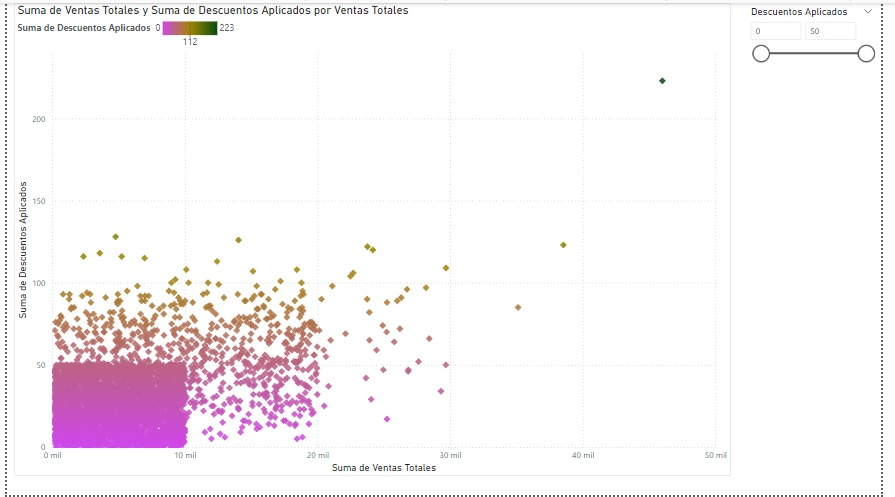 Suma de Ventas Totales y Suma de Descuentos Aplicados por Ventas Totales
Suma de Descuentos Aplicados 0 223
112
Descuentos Aplicados
0 50
Suma de Descuentos Aplicados
200
150
100
50
0
0 mil 10 mil 20 mil 30 mil 40 mil 50 mil
Suma de Ventas Totales